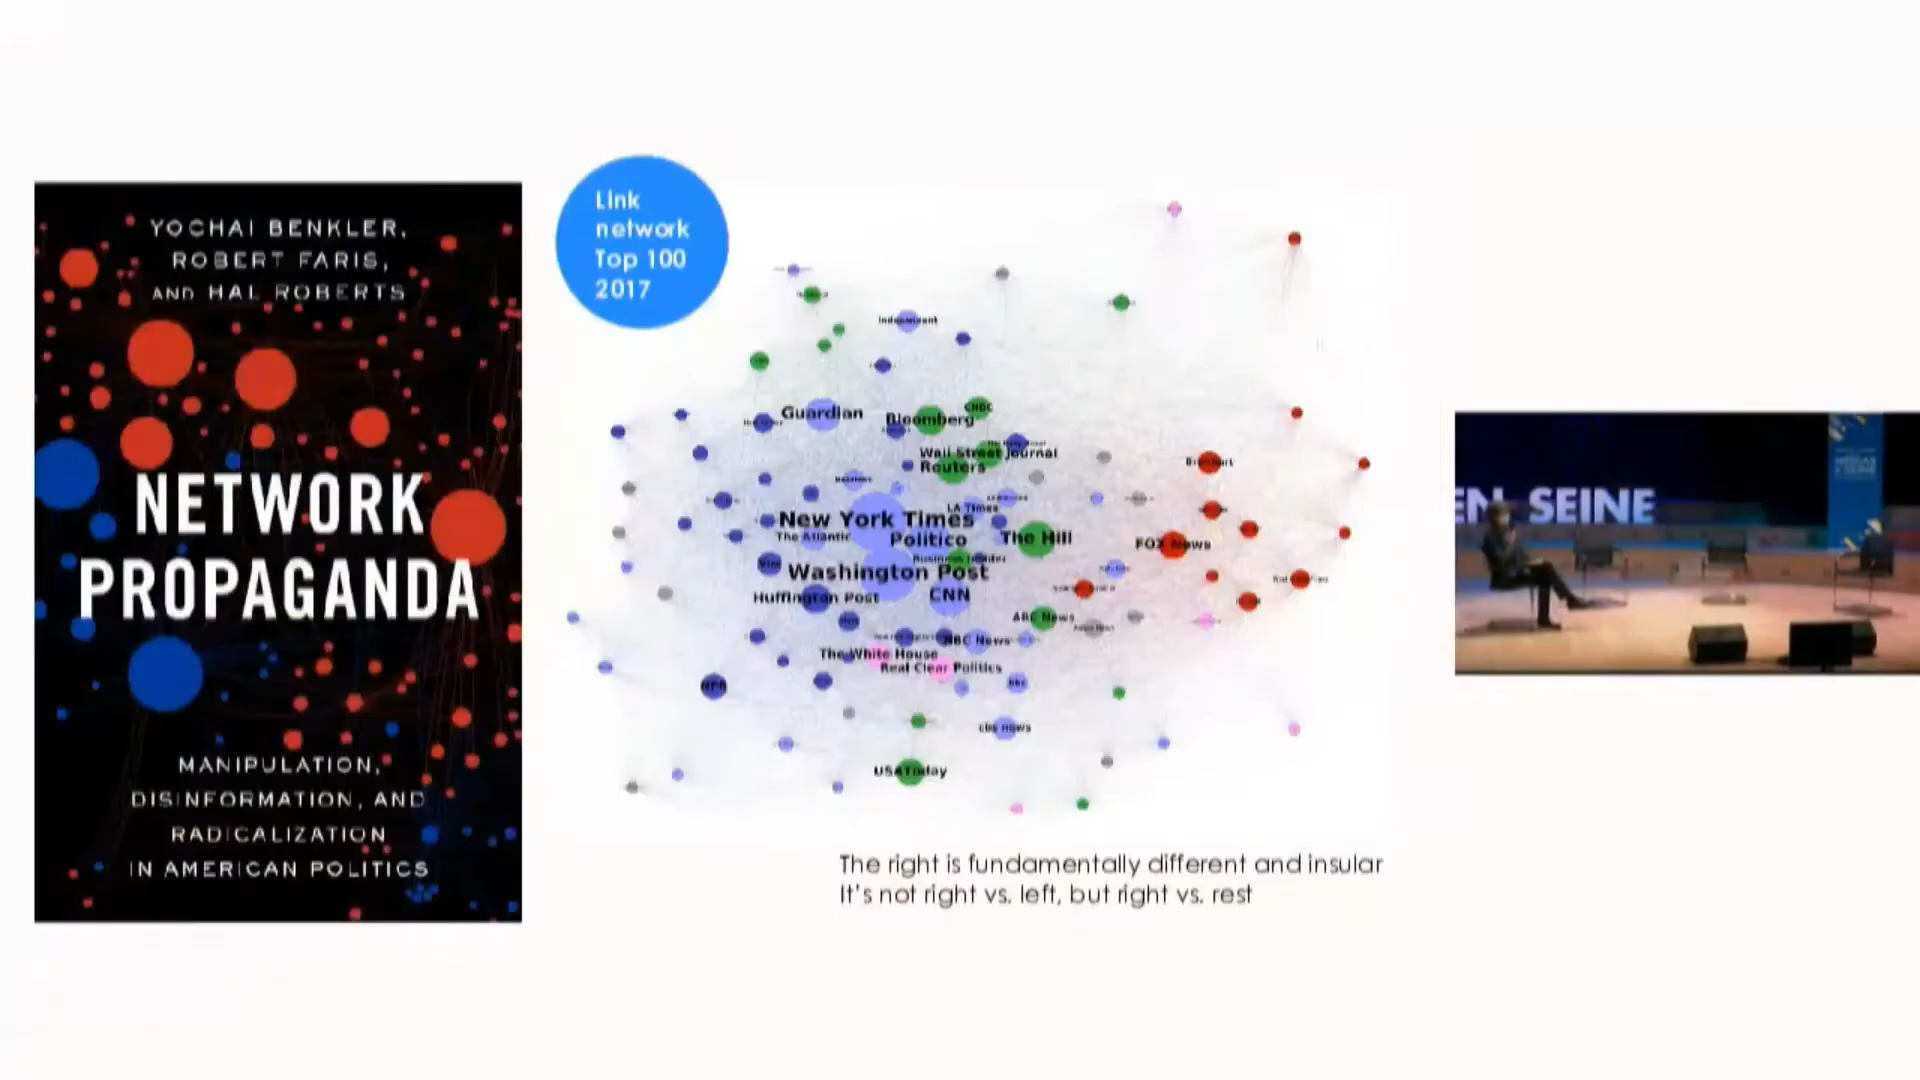 YOCHAI BENKLER,
ROBERT FARIS,
AND HAL ROBERTS
NETWORK
PROPAGANDA
MANIPULATION,
DISINFORMATION, AND
RADICALIZATION
IN AMERICAN POLITICS
Link
network
Top 100
2017
Independent
Guardian
Bloomberg
CNBC
Wall Street Journal
Reuters
Breitbart
LA Times
New York Times
The Atlantic
Politico
The Hill
FOX News
Business Insider
Washington Post
Huffington Post
CNN
ABC News
NBC News
The White House
Real Clear Politics
NPR
BBC
cbs news
USA Today
The right is fundamentally different and insular
It's not right vs. left, but right vs. rest
EN SEINE